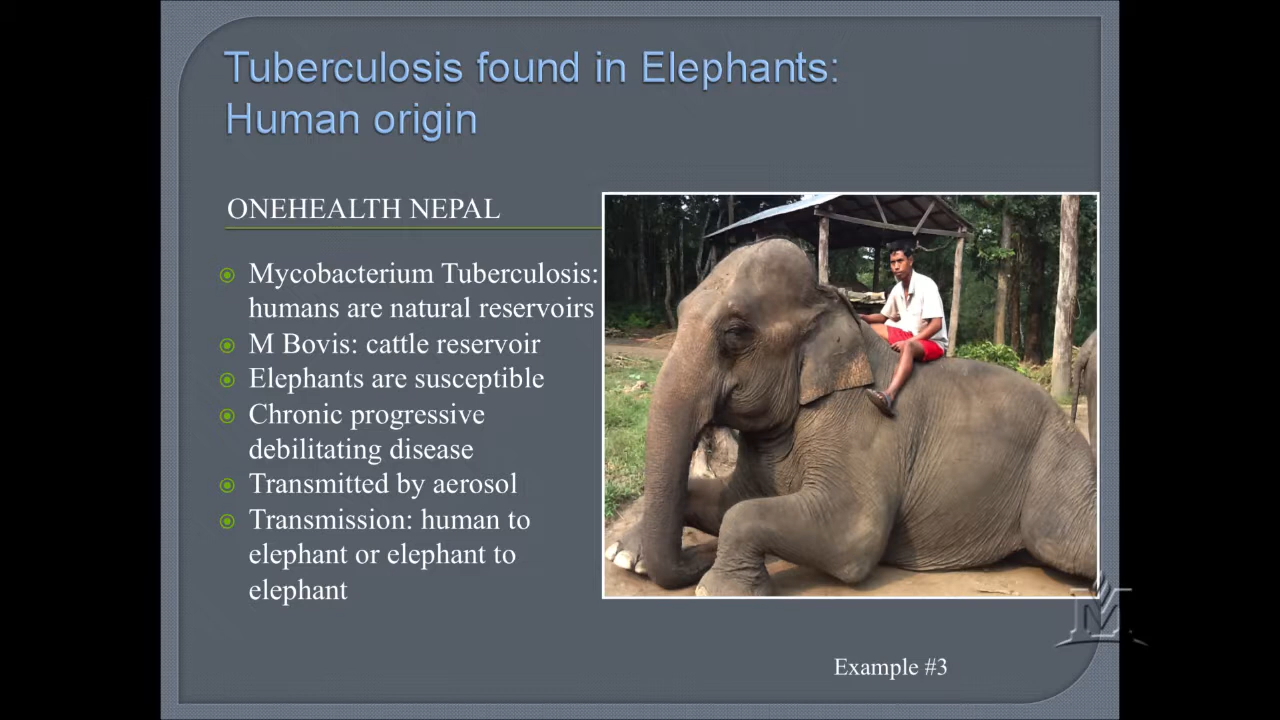 Tuberculosis found in Elephants:
Human origin
ONEHEALTH NEPAL
Mycobacterium Tuberculosis:
humans are natural reservoirs
M Bovis: cattle reservoir
Elephants are susceptible
Chronic progressive
debilitating disease
Transmitted by aerosol
Transmission: human to
elephant or elephant to
elephant
Example #3